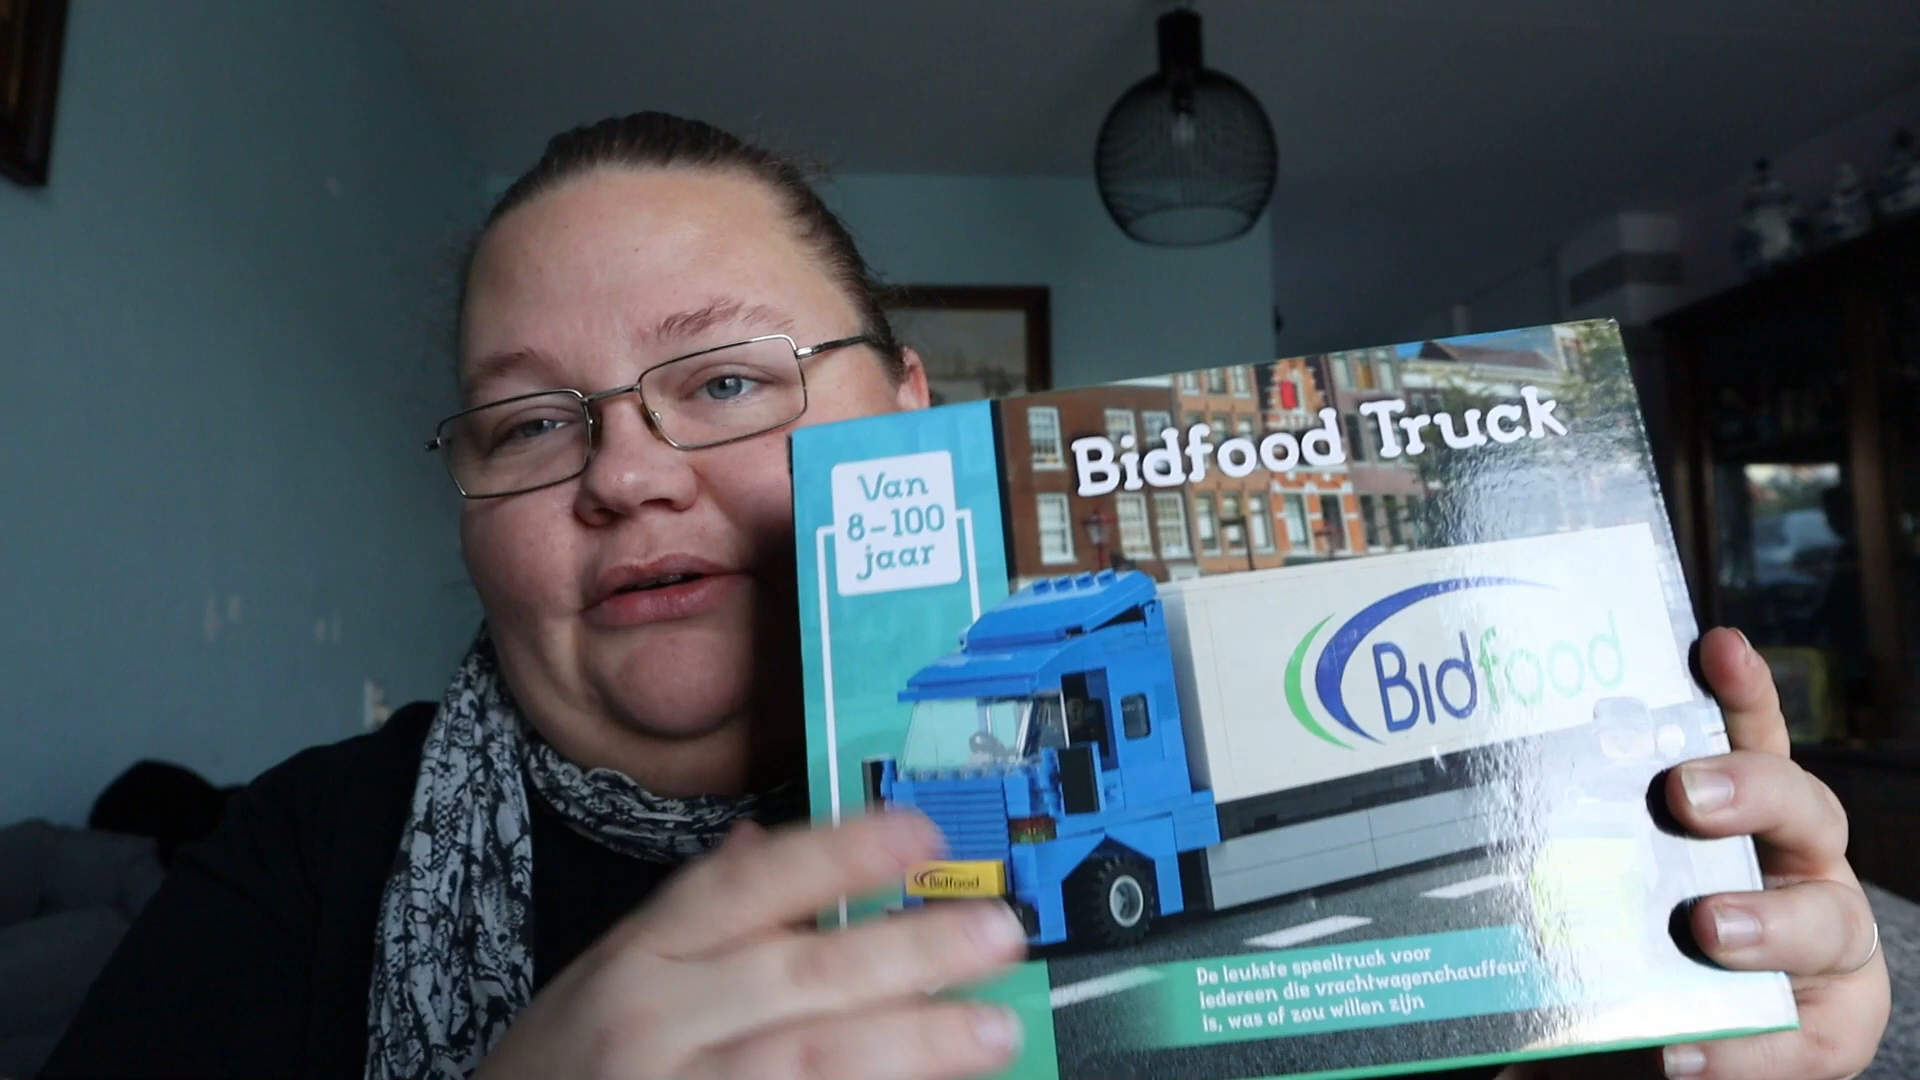 Bidfood Truck
Van
8-100
jaar
Bidfood
Bidfood
De leukste speeltruck voor
iedereen die vrachtwagenchauffeur
is, was of zou willen zijn